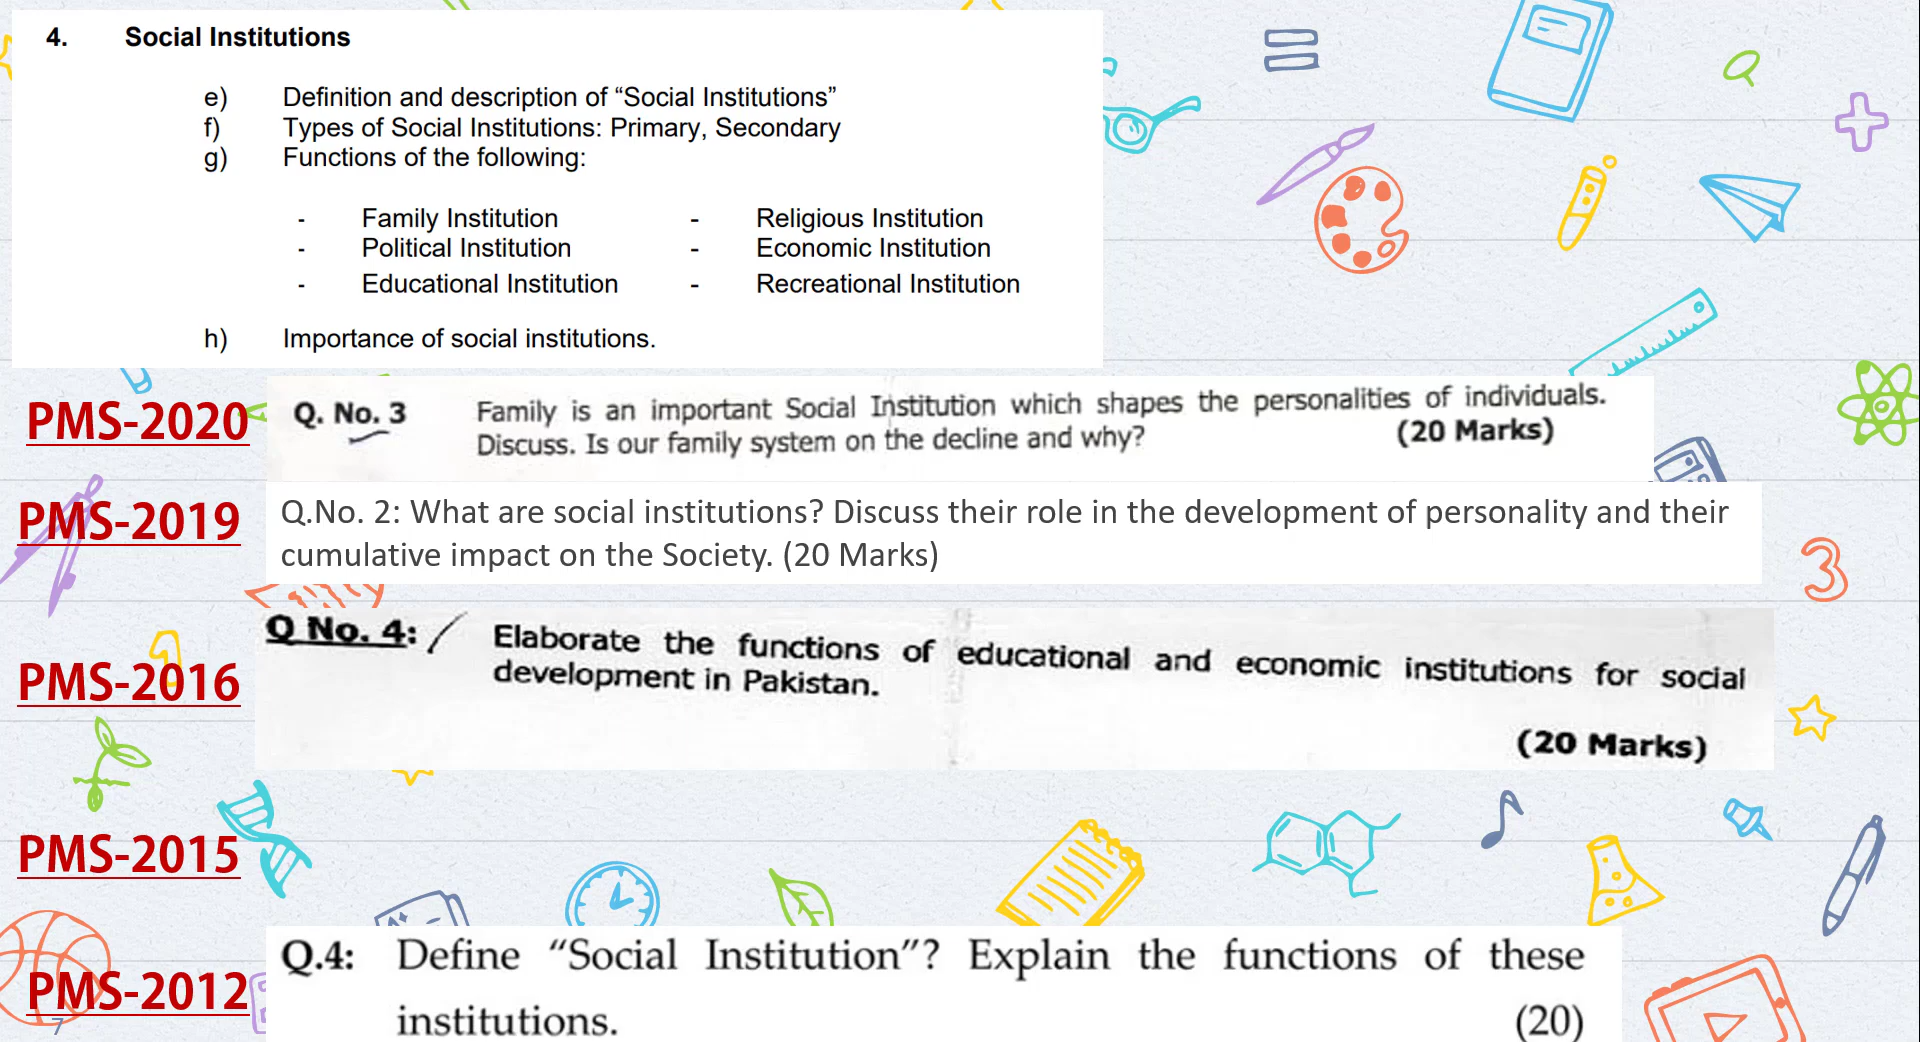 4. Social Institutions
e) Definition and description of “Social Institutions”
f) Types of Social Institutions: Primary, Secondary
g) Functions of the following:
- Family Institution - Religious Institution
- Political Institution - Economic Institution
- Educational Institution - Recreational Institution
h) Importance of social institutions.
PMS-2020 Q. No. 3 Family is an important Social Institution which shapes the personalities of individuals.
Discuss. Is our family system on the decline and why? (20 Marks)
PMS-2019 Q.No. 2: What are social institutions? Discuss their role in the development of personality and their
cumulative impact on the Society. (20 Marks)
PMS-2016 Q No. 4: Elaborate the functions of educational and economic institutions for social
development in Pakistan.
(20 Marks)
PMS-2015
PMS-2012 Q.4: Define “Social Institution”? Explain the functions of these
institutions. (20)
7
3
1